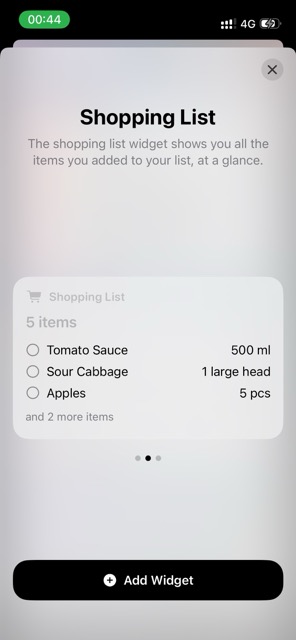 00:44
4G
Shopping List
The shopping list widget shows you all the
items you added to your list, at a glance.
Shopping List
5 items
Tomato Sauce 500 ml
Sour Cabbage 1 large head
Apples 5 pcs
and 2 more items
Add Widget